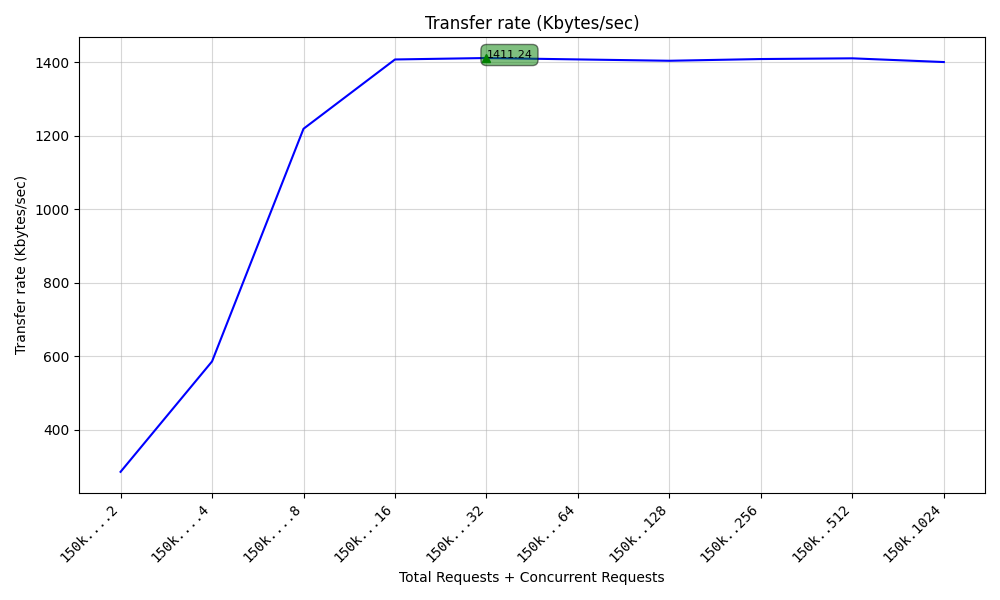 Transfer rate (Kbytes/sec)
1411.24
1400
1200
1000
800
600
400
Transfer rate (Kbytes/sec)
150k....2
150k....4
150k....8
150k...16
150k...32
150k...64
150k..128
150k..256
150k..512
150k.1024
Total Requests + Concurrent Requests